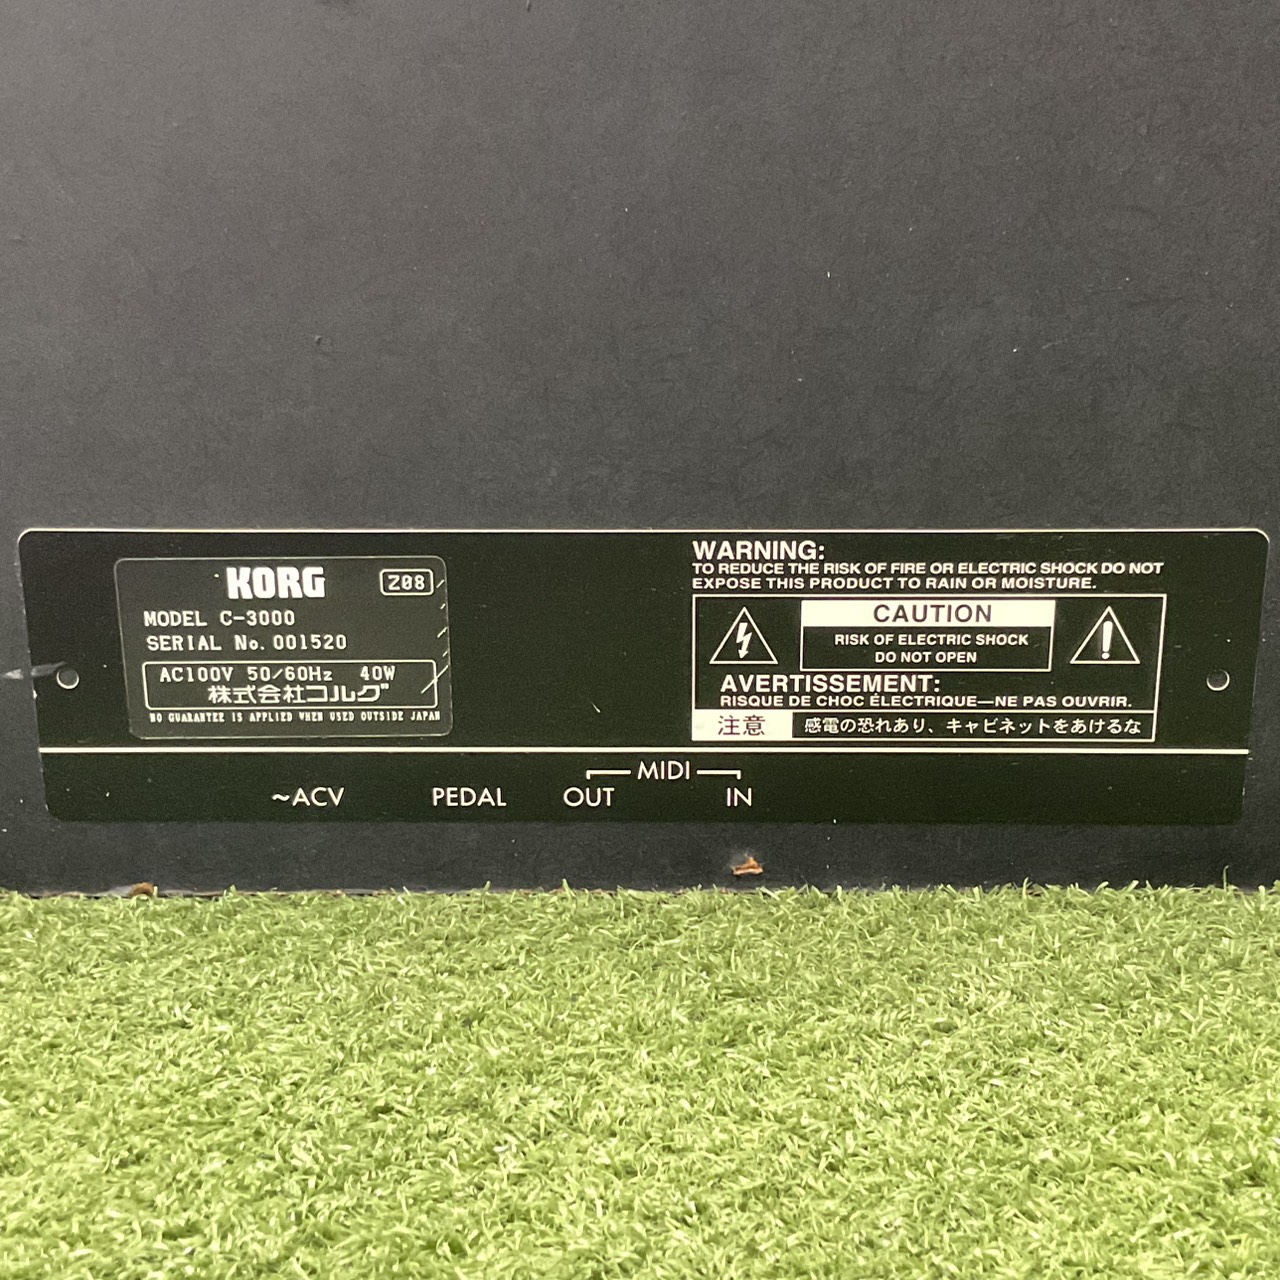 KORG Z08
MODEL C-3000
SERIAL No. 001520
AC100V 50/60Hz 40W
株式会社コルグ
NO GUARANTEE IS APPLIED WHEN USED OUTSIDE JAPAN
WARNING:
TO REDUCE THE RISK OF FIRE OR ELECTRIC SHOCK DO NOT
EXPOSE THIS PRODUCT TO RAIN OR MOISTURE.
CAUTION
RISK OF ELECTRIC SHOCK
DO NOT OPEN
AVERTISSEMENT:
RISQUE DE CHOC ÉLECTRIQUE—NE PAS OUVRIR.
注意 感電の恐れあり、キャビネットをあけるな
MIDI
~ACV PEDAL OUT IN